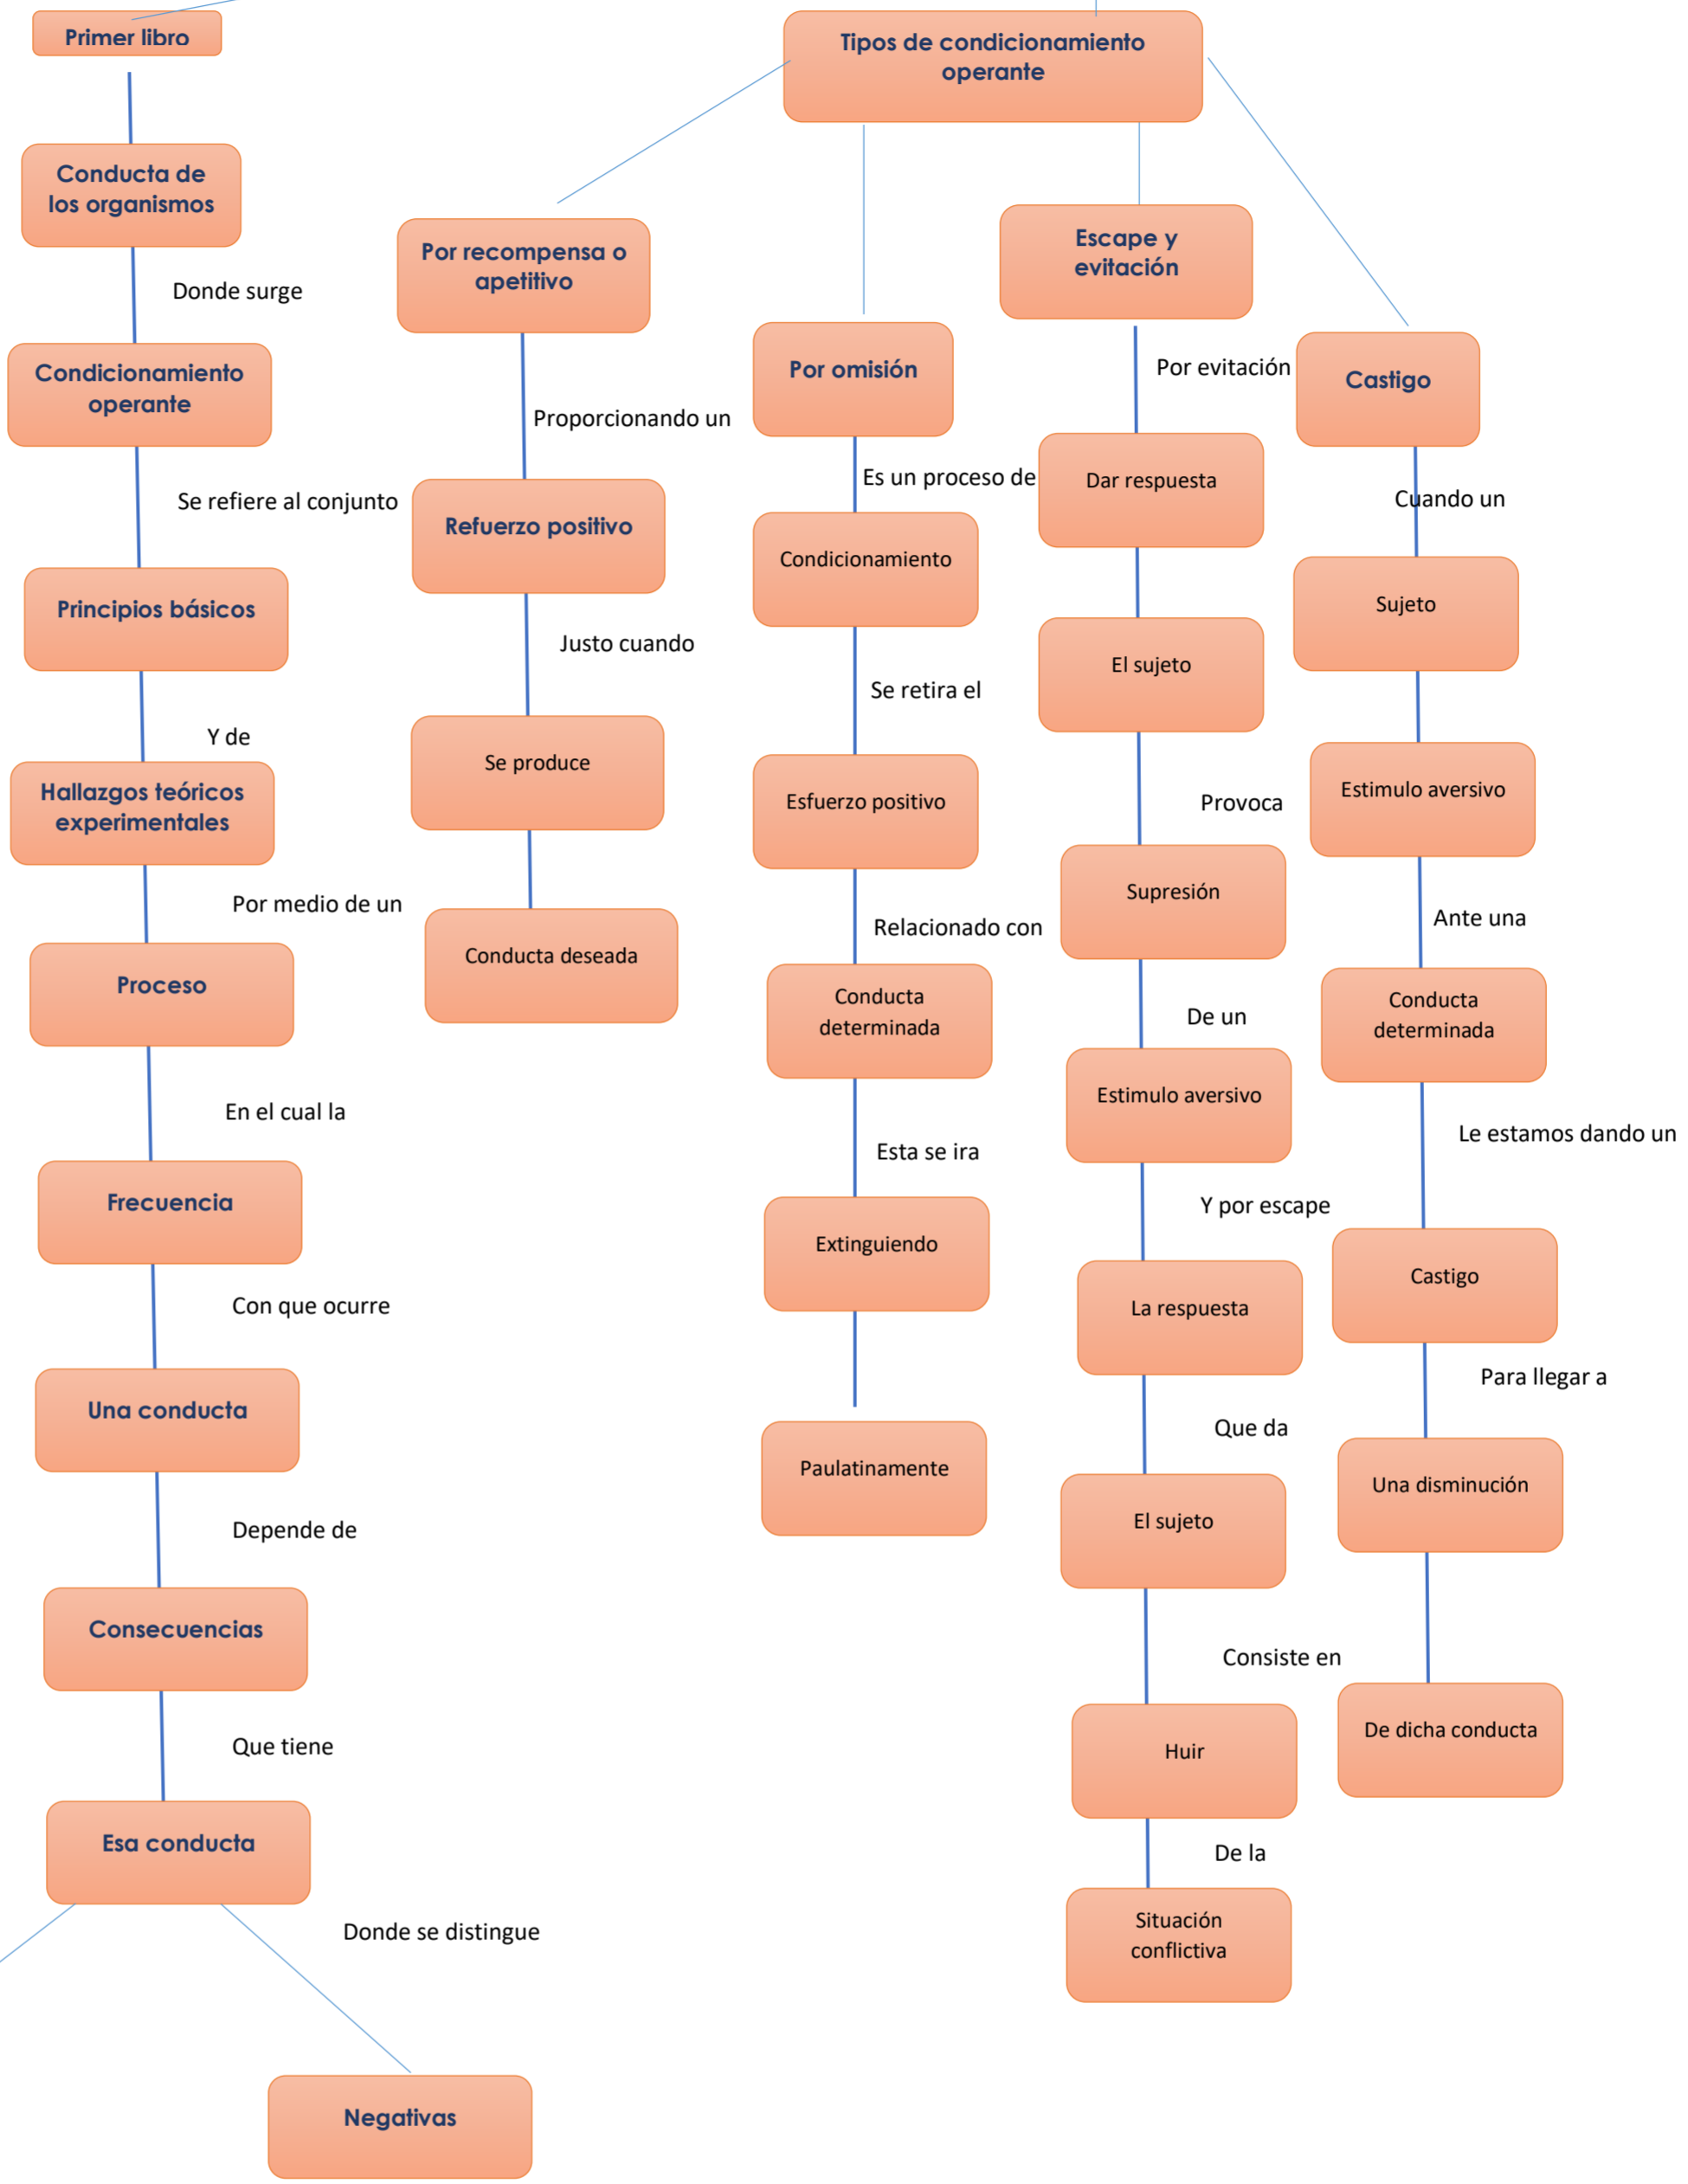 Primer libro
Conducta de
los organismos
Donde surge
Condicionamiento
operante
Se refiere al conjunto
Principios básicos
Y de
Hallazgos teóricos
experimentales
Por medio de un
Proceso
En el cual la
Frecuencia
Con que ocurre
Una conducta
Depende de
Consecuencias
Que tiene
Esa conducta
Donde se distingue
Negativas
Tipos de condicionamiento
operante
Por recompensa o
apetitivo
Proporcionando un
Refuerzo positivo
Justo cuando
Se produce
Conducta deseada
Por omisión
Es un proceso de
Condicionamiento
Se retira el
Esfuerzo positivo
Relacionado con
Conducta
determinada
Esta se ira
Extinguiendo
Paulatinamente
Escape y
evitación
Por evitación
Dar respuesta
El sujeto
Provoca
Supresión
De un
Estimulo aversivo
Y por escape
La respuesta
Que da
El sujeto
Consiste en
Huir
De la
Situación
conflictiva
Castigo
Cuando un
Sujeto
Estimulo aversivo
Ante una
Conducta
determinada
Le estamos dando un
Castigo
Para llegar a
Una disminución
De dicha conducta